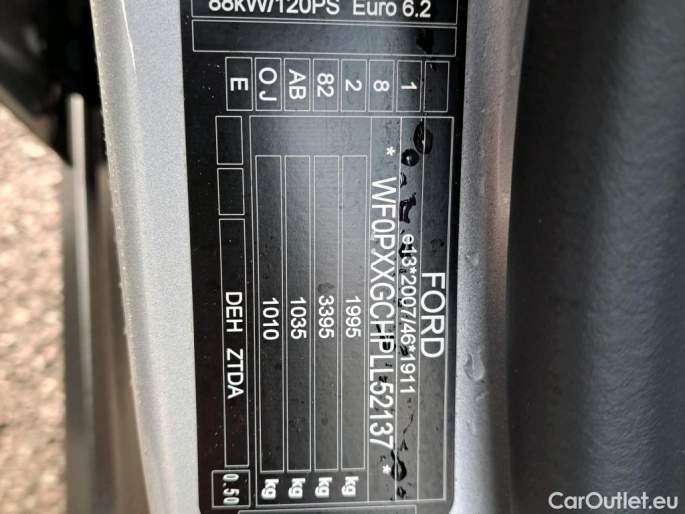 88kW/120PS Euro 6.2
FORD
e13*2007/46*1911
* WF0PXXGCHPLL52137 *
1995 kg
3395 kg
1035 kg
1010 kg
DEH ZTDA 0.50
1
8
2
82
AB
OJ
E
CarOutlet.eu